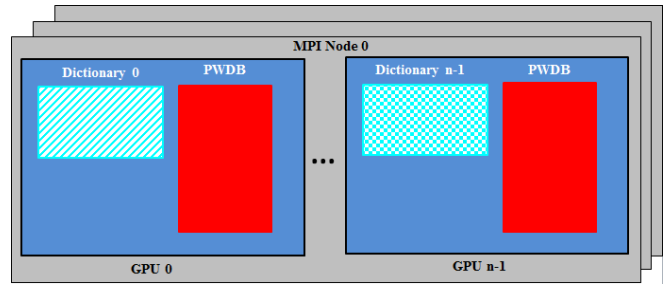 MPI Node 0
Dictionary 0 PWDB
Dictionary n-1 PWDB
...
GPU 0
GPU n-1